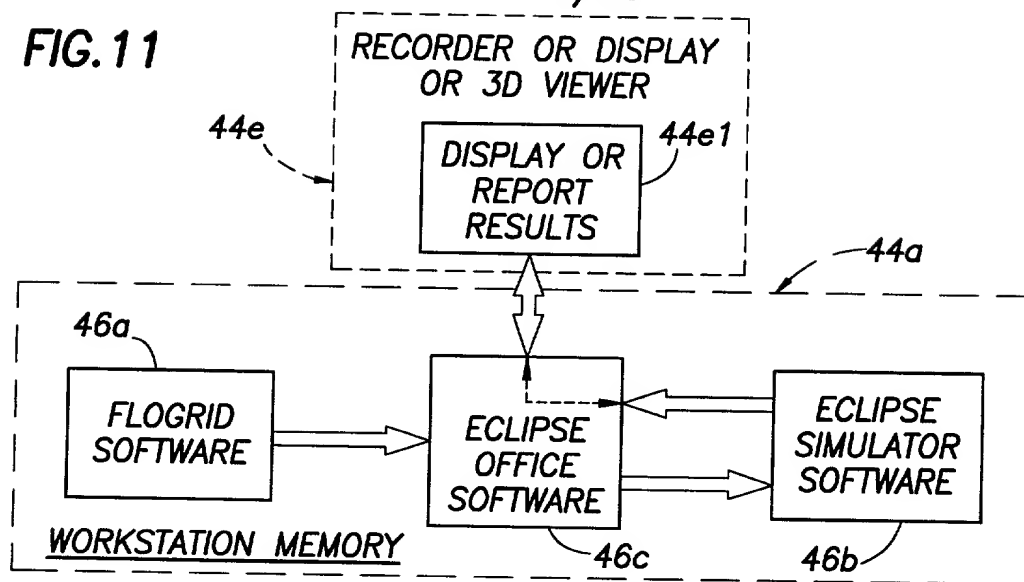 FIG.11
RECORDER OR DISPLAY
OR 3D VIEWER
44e
44e1
DISPLAY OR
REPORT
RESULTS
44a
46a
FLOGRID
SOFTWARE
ECLIPSE
OFFICE
SOFTWARE
ECLIPSE
SIMULATOR
SOFTWARE
WORKSTATION MEMORY
46c
46b